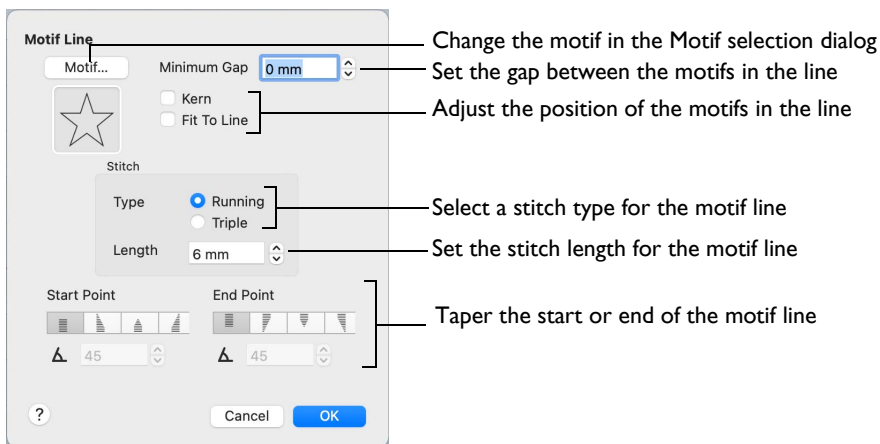 Motif Line
Change the motif in the Motif selection dialog
Motif...
Minimum Gap 0 mm
Set the gap between the motifs in the line
Kern
Fit To Line
Adjust the position of the motifs in the line
Stitch
Type Running
Triple
Select a stitch type for the motif line
Length 6 mm
Set the stitch length for the motif line
Start Point End Point
Taper the start or end of the motif line
45 45
? Cancel OK